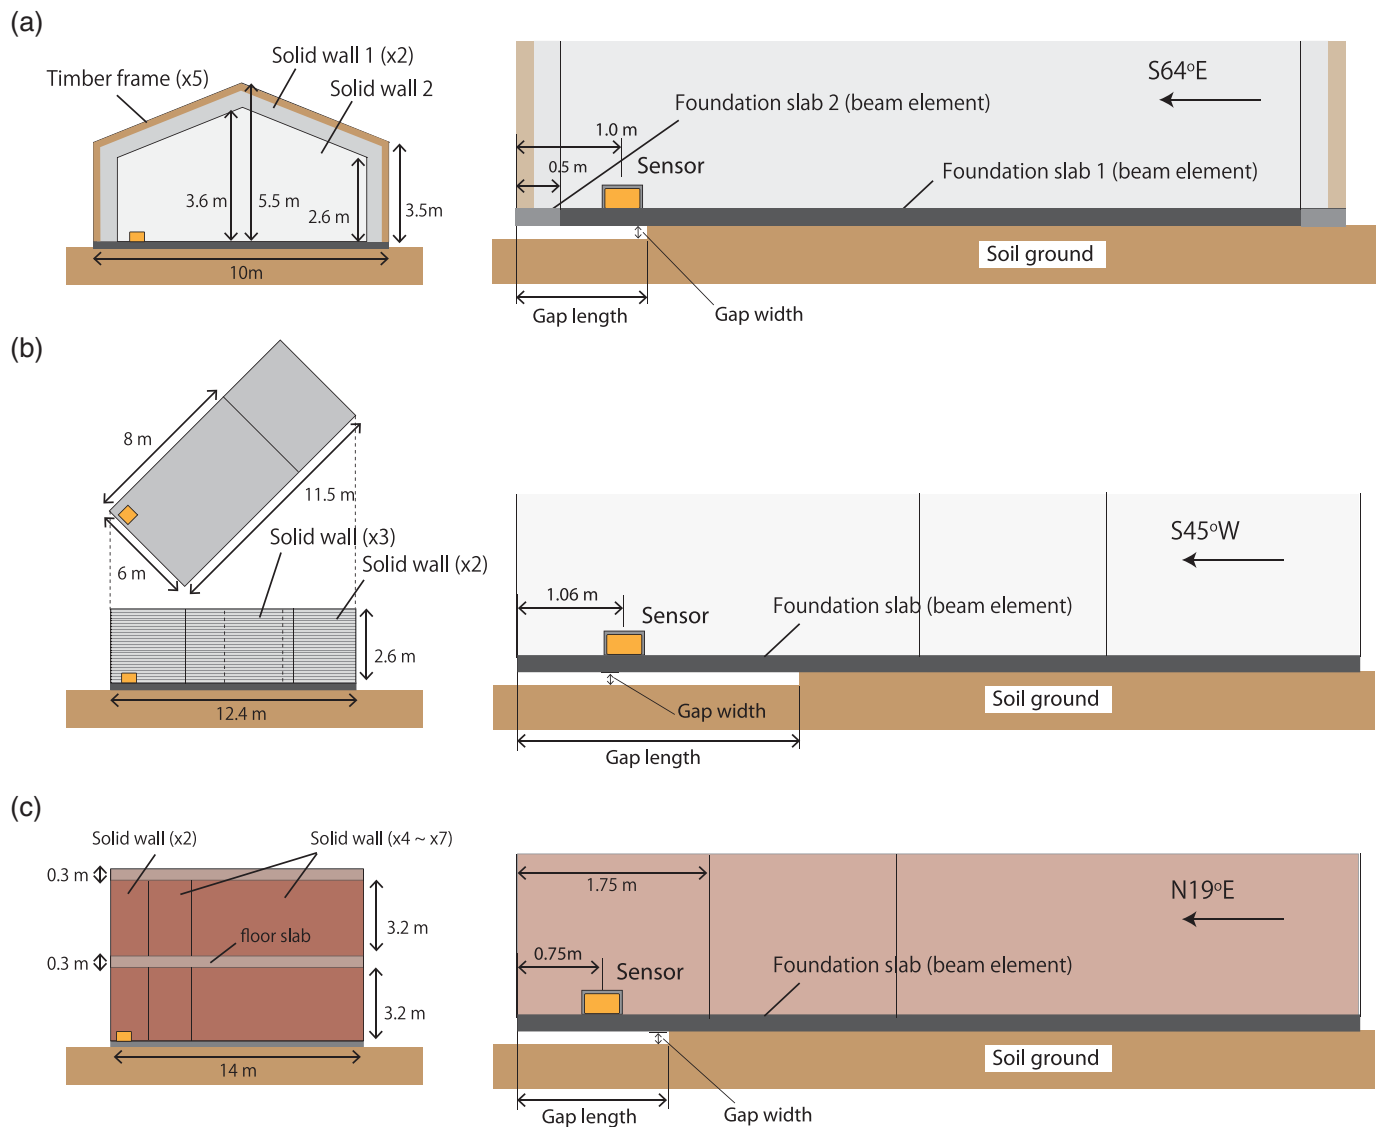 (a)
Solid wall 1 (x2)
Timber frame (x5)
Solid wall 2
3.6 m
5.5 m
2.6 m
3.5m
10m
S64ºE
Foundation slab 2 (beam element)
1.0 m
0.5 m
Sensor
Foundation slab 1 (beam element)
Soil ground
Gap length
Gap width
(b)
8 m
11.5 m
6 m
Solid wall (x3)
Solid wall (x2)
2.6 m
12.4 m
S45ºW
1.06 m
Sensor
Foundation slab (beam element)
Gap width
Soil ground
Gap length
(c)
Solid wall (x2)
Solid wall (x4 ~ x7)
0.3 m
3.2 m
floor slab
0.3 m
3.2 m
14 m
1.75 m
N19ºE
0.75m
Sensor
Foundation slab (beam element)
Soil ground
Gap length
Gap width